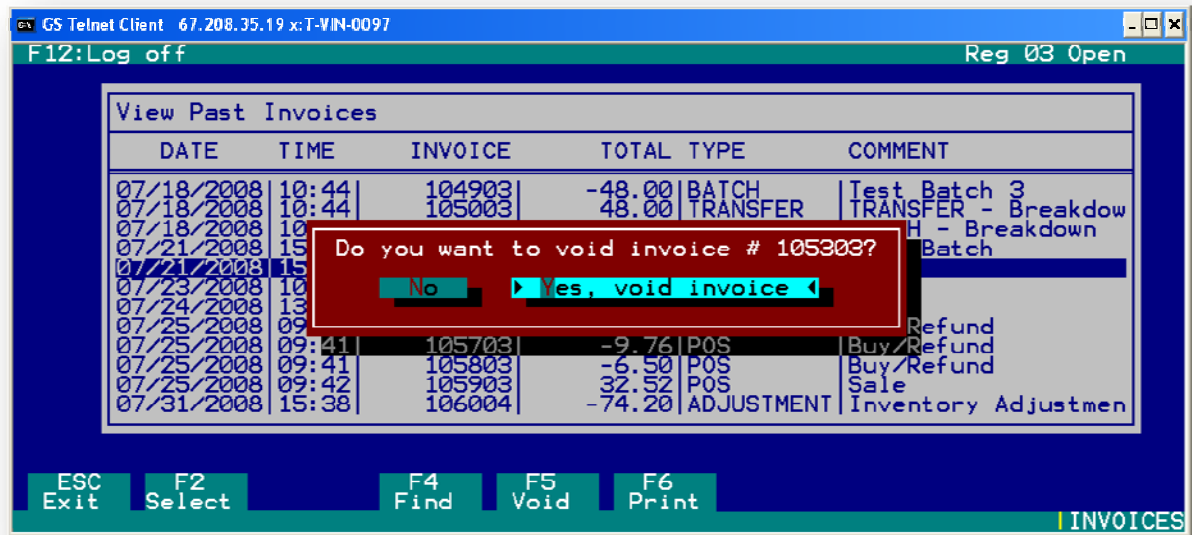 GS Telnet Client 67.208.35.19 x:T-VIN-0097
F12:Log off Reg 03 Open
View Past Invoices
DATE TIME INVOICE TOTAL TYPE COMMENT
07/18/2008| 10:44| 104903| -48.00|BATCH |Test Batch 3
07/18/2008| 10:44| 105003| 48.00|TRANSFER |TRANSFER - Breakdow
07/18/2008| 10 H - Breakdown
07/21/2008| 15 Batch
07/21/2008| 15
07/23/2008| 10
07/24/2008| 13
07/25/2008| 09 Refund
Do you want to void invoice # 105303?
No Yes, void invoice
07/25/2008| 09:41| 105703| -9.76|POS |Buy/Refund
07/25/2008| 09:41| 105803| -6.50|POS |Buy/Refund
07/25/2008| 09:42| 105903| 32.52|POS |Sale
07/31/2008| 15:38| 106004| -74.20|ADJUSTMENT|Inventory Adjustmen
ESC F2 F4 F5 F6
Exit Select Find Void Print
|INVOICES